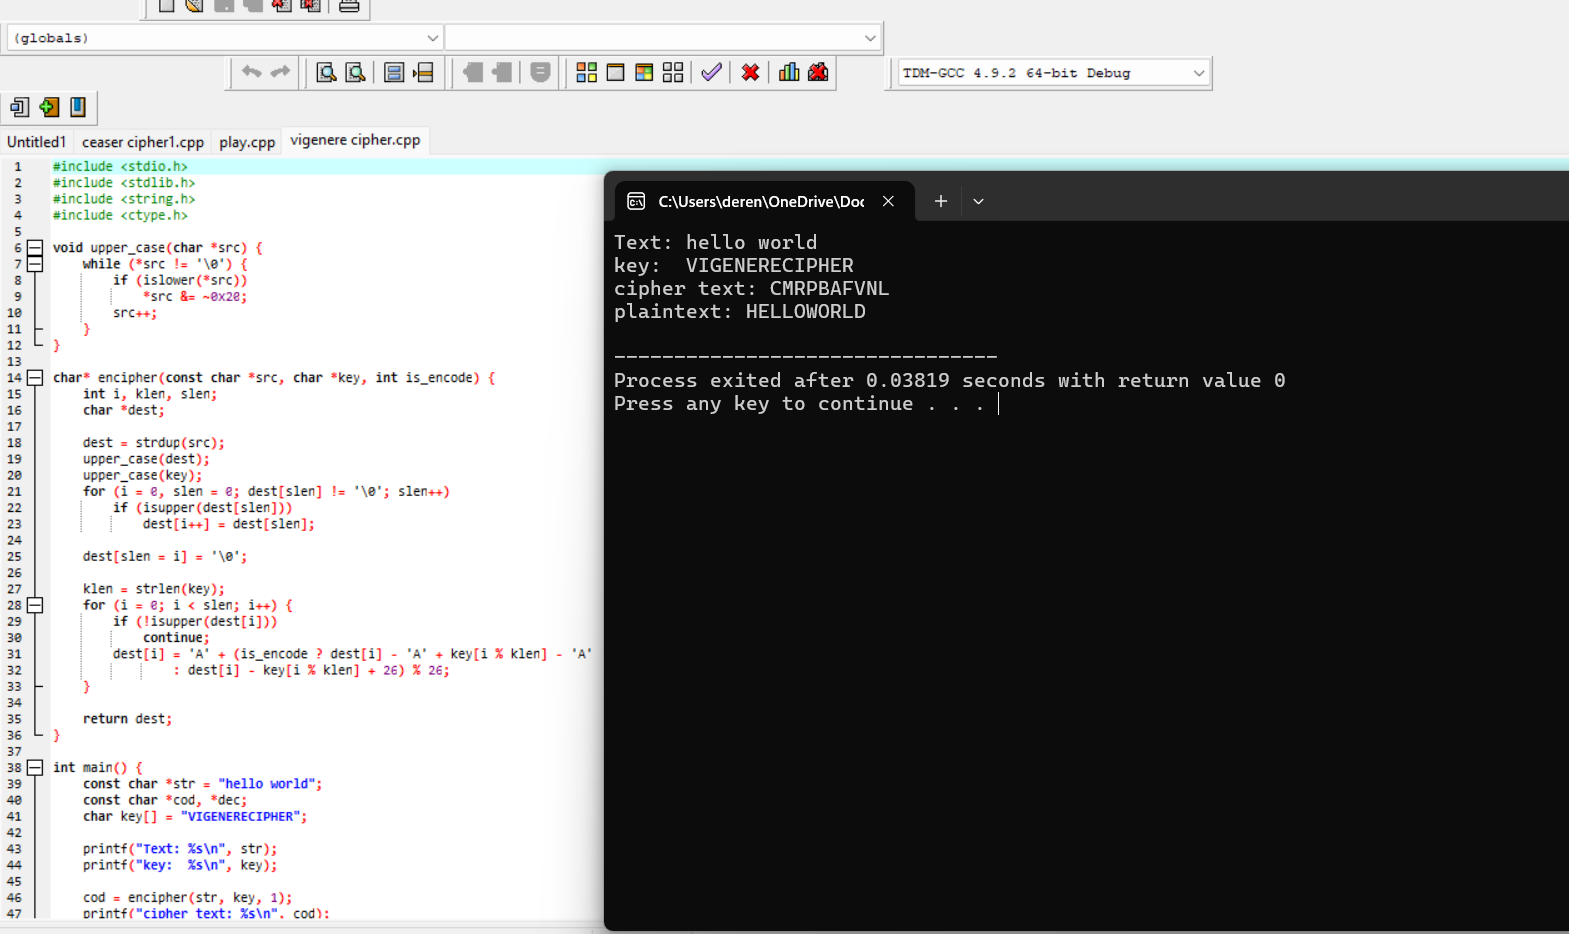 (globals)
TDM-GCC 4.9.2 64-bit Debug
Untitled1 ceaser cipher1.cpp play.cpp vigenere cipher.cpp
1 #include <stdio.h>
2 #include <stdlib.h>
3 #include <string.h>
4 #include <ctype.h>
5
6 void upper_case(char *src) {
7 while (*src != '\0') {
8 if (islower(*src))
9 *src &= ~0x20;
10 src++;
11 }
12 }
13
14 char* encipher(const char *src, char *key, int is_encode) {
15 int i, klen, slen;
16 char *dest;
17
18 dest = strdup(src);
19 upper_case(dest);
20 upper_case(key);
21 for (i = 0, slen = 0; dest[slen] != '\0'; slen++)
22 if (isupper(dest[slen]))
23 dest[i++] = dest[slen];
24
25 dest[slen = i] = '\0';
26
27 klen = strlen(key);
28 for (i = 0; i < slen; i++) {
29 if (!isupper(dest[i]))
30 continue;
31 dest[i] = 'A' + (is_encode ? dest[i] - 'A' + key[i % klen] - 'A'
32 : dest[i] - key[i % klen] + 26) % 26;
33 }
34
35 return dest;
36 }
37
38 int main() {
39 const char *str = "hello world";
40 const char *cod, *dec;
41 char key[] = "VIGENERECIPHER";
42
43 printf("Text: %s\n", str);
44 printf("key:  %s\n", key);
45
46 cod = encipher(str, key, 1);
47 printf("cipher text: %s\n", cod);
C:\Users\deren\OneDrive\Doc
Text: hello world
key:  VIGENERECIPHER
cipher text: CMRPBAFVNL
plaintext: HELLOWORLD
--------------------------------
Process exited after 0.03819 seconds with return value 0
Press any key to continue . . .